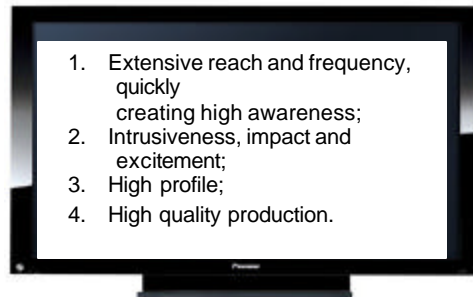 1. Extensive reach and frequency,
quickly
creating high awareness;
2. Intrusiveness, impact and
excitement;
3. High profile;
4. High quality production.
Pioneer